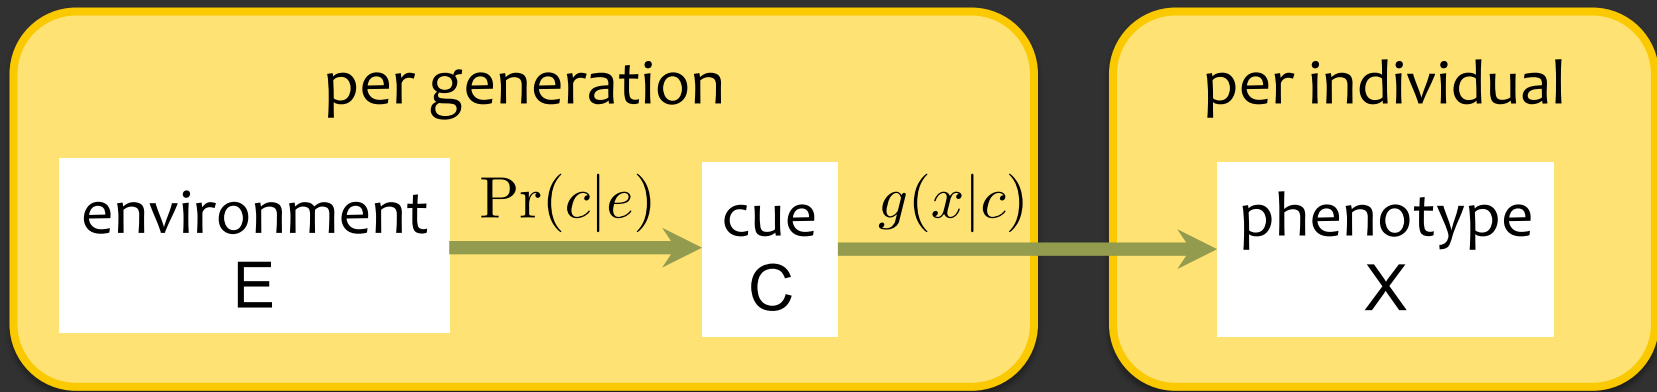 per generation
per individual
environment
E
Pr(c|e)
cue
C
g(x|c)
phenotype
X